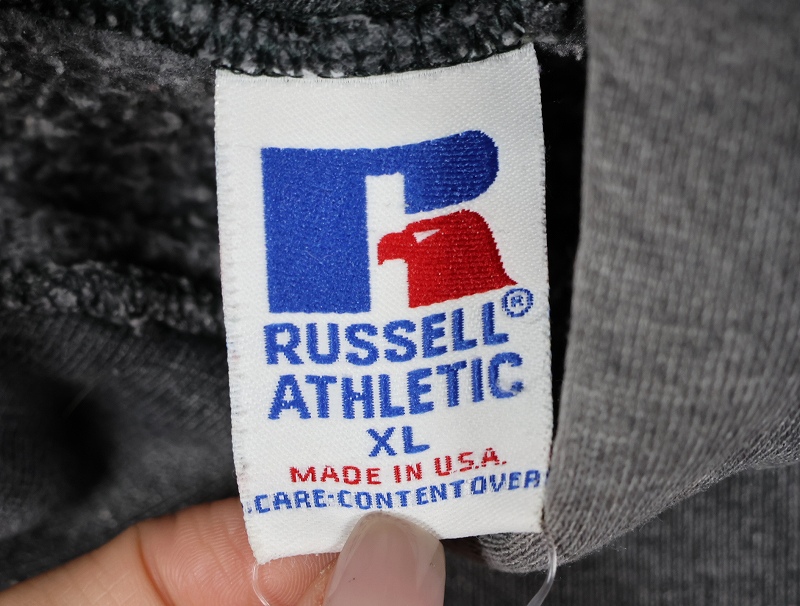 RUSSELL®
ATHLETIC
XL
MADE IN U.S.A.
CARE-CONTENT OVER